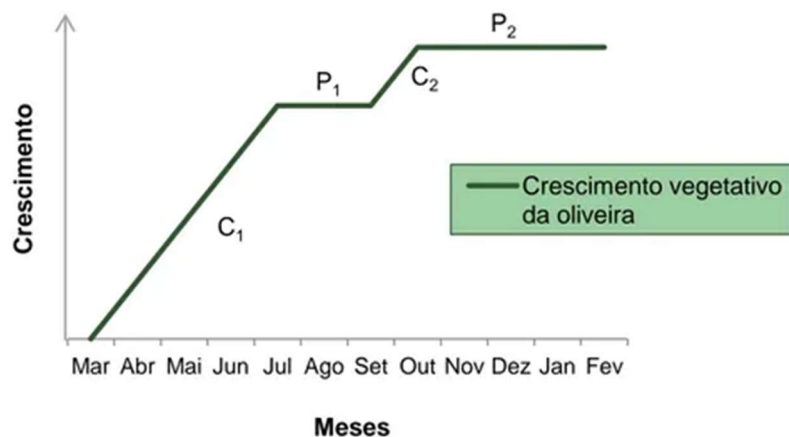 P2
P1
C2
Crescimento
Crescimento vegetativo
da oliveira
C1
Mar Abr Mai Jun Jul Ago Set Out Nov Dez Jan Fev
Meses